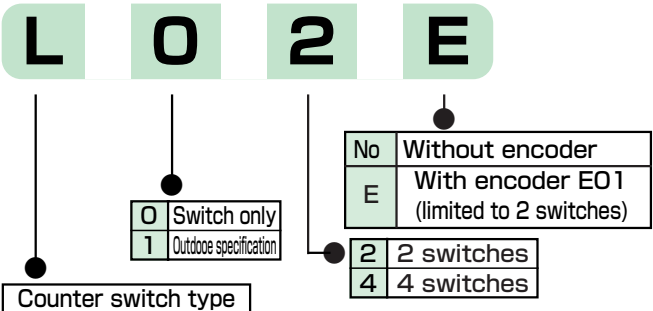 L 0 2 E
No Without encoder
E With encoder E01
(limited to 2 switches)
0 Switch only
1 Outdooe specification
2 2 switches
4 4 switches
Counter switch type